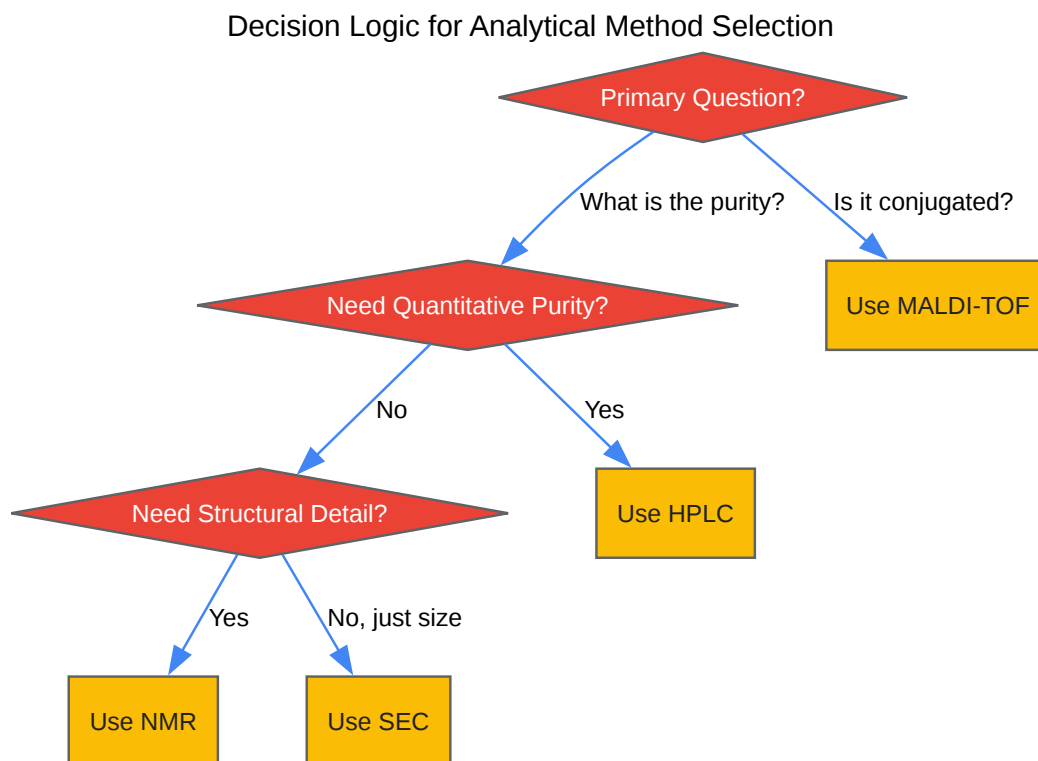 Decision Logic for Analytical Method Selection
Primary Question?
What is the purity?
Is it conjugated?
Need Quantitative Purity?
Use MALDI-TOF
No
Yes
Need Structural Detail?
Use HPLC
Yes
No, just size
Use NMR
Use SEC